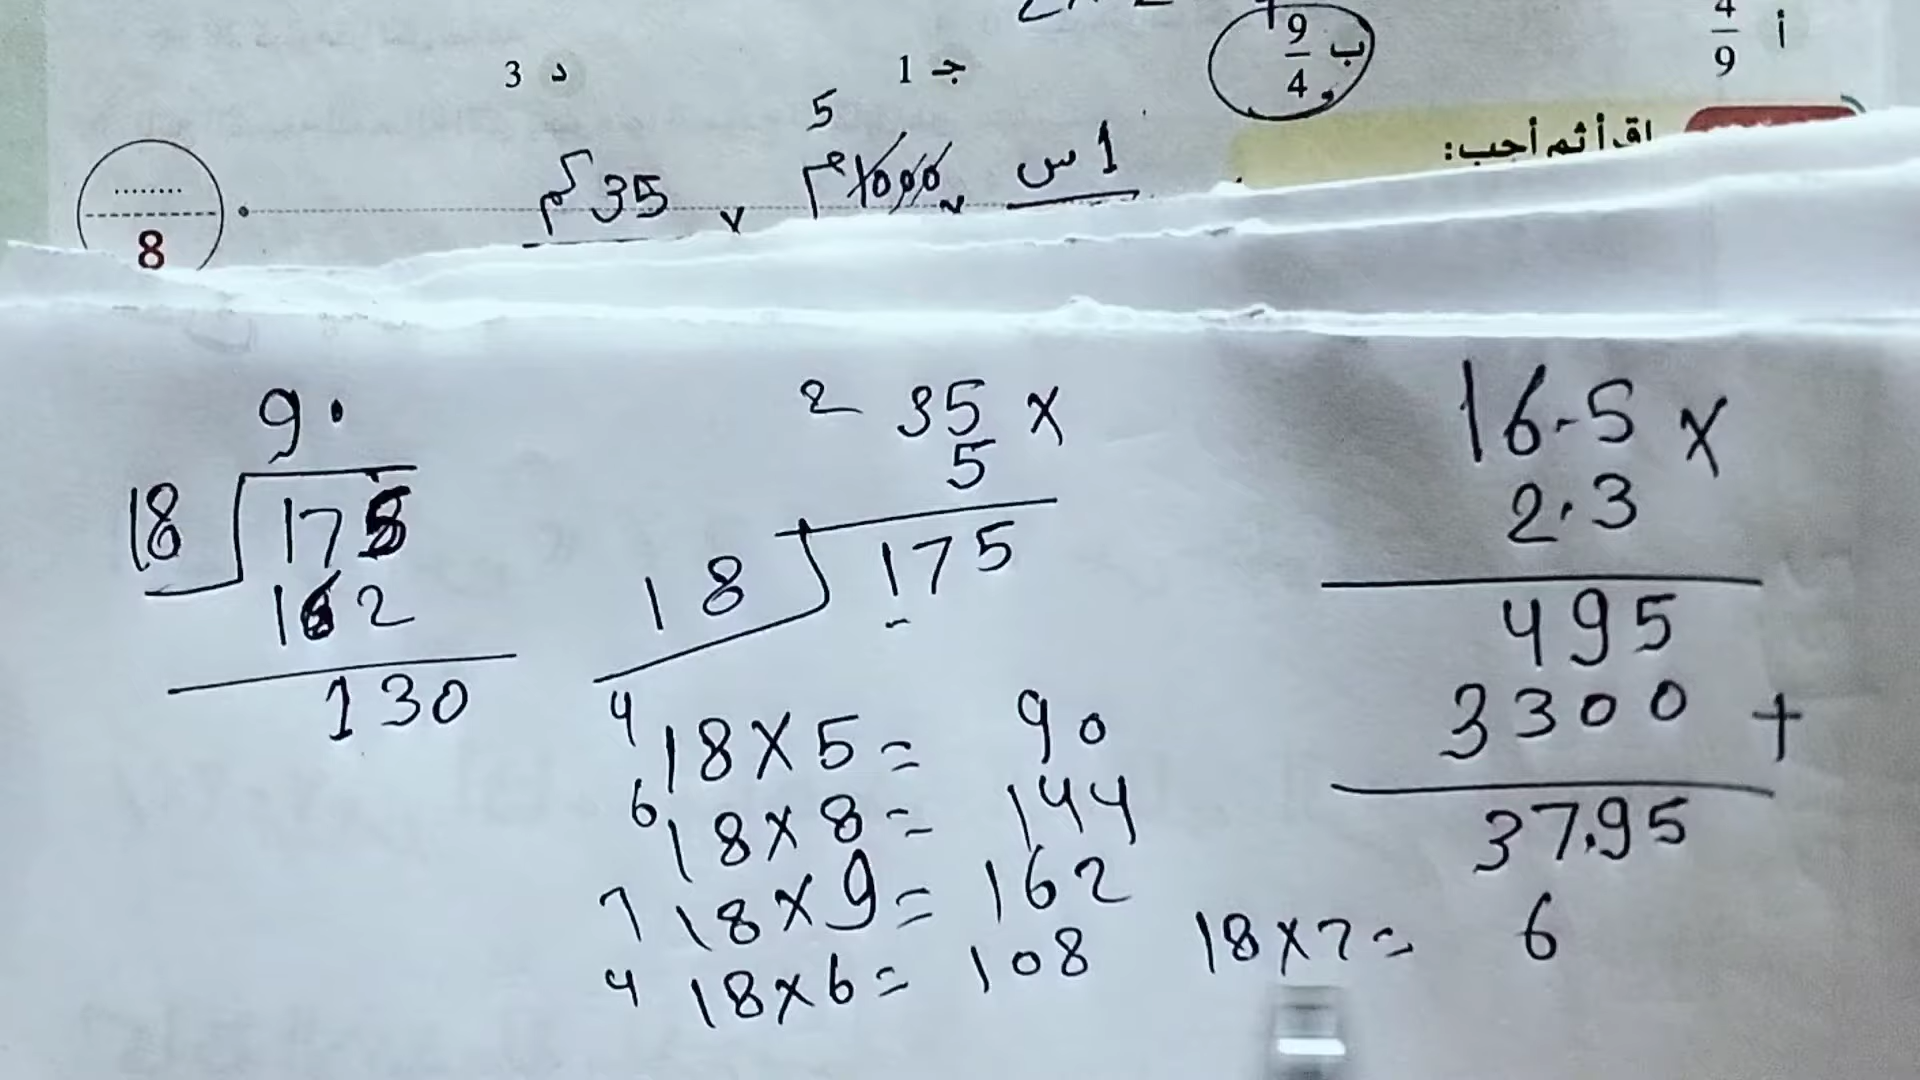 أ 4/9
ب 9/4
جـ 1
د 3
اقرأ ثم أجب:
5
1 س × 1000 م × 35 كم
........
8
9.
18 175
162
130
2 35 ×
5
18 175
4 18×5= 90
6 18×8= 144
7 18×9= 162
4 18×6= 108
18×7= 6
16.5 ×
2.3
495
3300 +
37.95